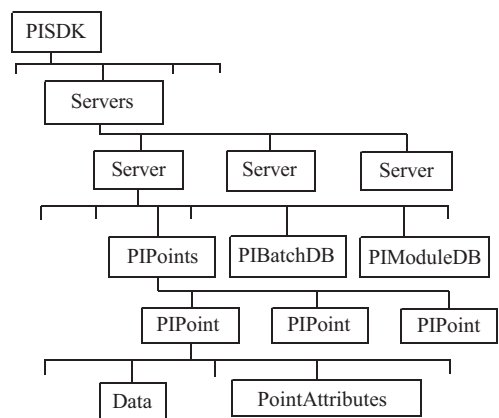 PISDK
Servers
Server Server Server
PIPoints PIBatchDB PIModuleDB
PIPoint PIPoint PIPoint
Data PointAttributes